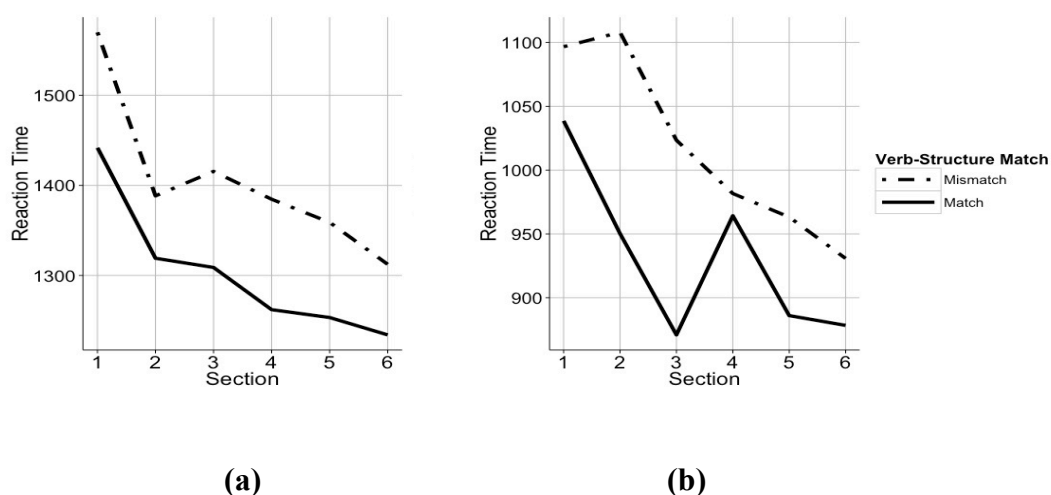 1500
1400
1300
Reaction Time
1 2 3 4 5 6
Section
(a)
1100
1050
1000
950
900
Reaction Time
1 2 3 4 5 6
Section
(b)
Verb-Structure Match
Mismatch
Match